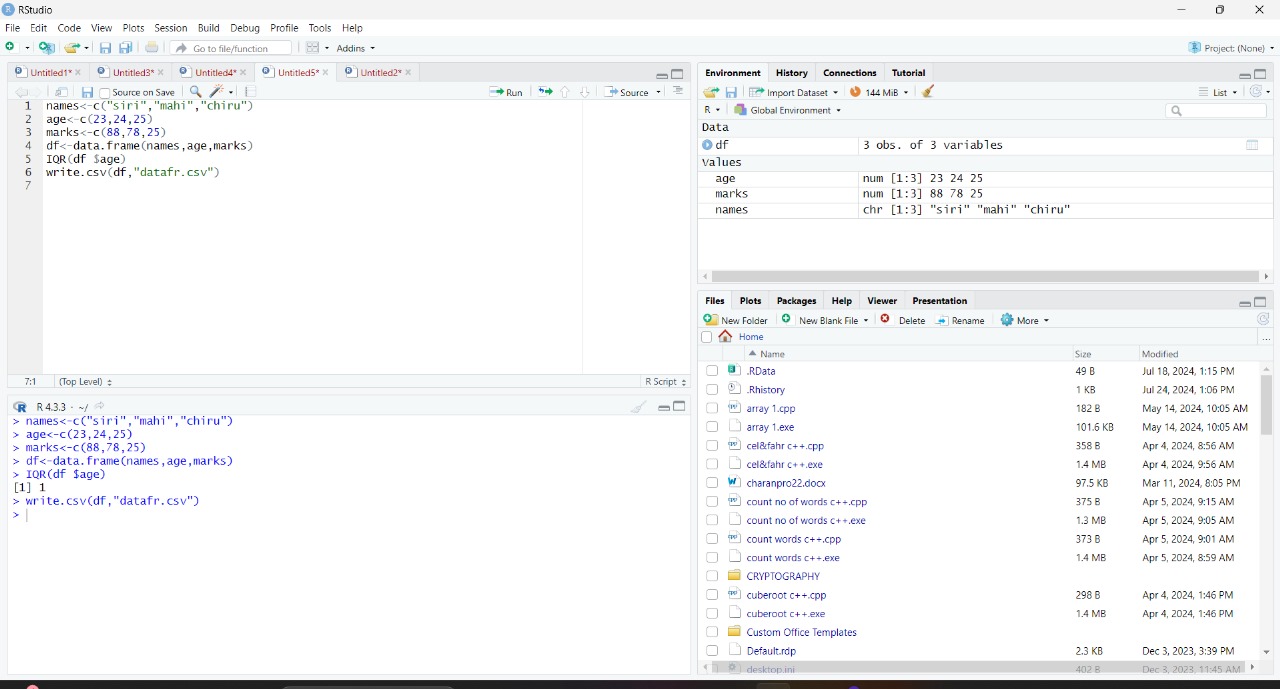 RStudio
File Edit Code View Plots Session Build Debug Profile Tools Help
Go to file/function Addins Project: (None)
Untitled1* Untitled3* Untitled4* Untitled5* Untitled2*
Source on Save Run Source
1 names<-c("siri","mahi","chiru")
2 age<-c(23,24,25)
3 marks<-c(88,78,25)
4 df<-data.frame(names,age,marks)
5 IQR(df $age)
6 write.csv(df,"datafr.csv")
7
7:1 (Top Level) R Script
R 4.3.3 · ~/
> names<-c("siri","mahi","chiru")
> age<-c(23,24,25)
> marks<-c(88,78,25)
> df<-data.frame(names,age,marks)
> IQR(df $age)
[1] 1
> write.csv(df,"datafr.csv")
>
Environment History Connections Tutorial
Import Dataset 144 MiB List
R Global Environment
Data
df 3 obs. of 3 variables
Values
age num [1:3] 23 24 25
marks num [1:3] 88 78 25
names chr [1:3] "siri" "mahi" "chiru"
Files Plots Packages Help Viewer Presentation
New Folder New Blank File Delete Rename More
Home ...
Name Size Modified
.RData 49 B Jul 18, 2024, 1:15 PM
.Rhistory 1 KB Jul 24, 2024, 1:06 PM
array 1.cpp 182 B May 14, 2024, 10:05 AM
array 1.exe 101.6 KB May 14, 2024, 10:05 AM
cel&fahr c++.cpp 358 B Apr 4, 2024, 8:56 AM
cel&fahr c++.exe 1.4 MB Apr 4, 2024, 9:56 AM
charanpro22.docx 97.5 KB Mar 11, 2024, 8:05 PM
count no of words c++.cpp 375 B Apr 5, 2024, 9:15 AM
count no of words c++.exe 1.3 MB Apr 5, 2024, 9:05 AM
count words c++.cpp 373 B Apr 5, 2024, 9:01 AM
count words c++.exe 1.4 MB Apr 5, 2024, 8:59 AM
CRYPTOGRAPHY
cuberoot c++.cpp 298 B Apr 4, 2024, 1:46 PM
cuberoot c++.exe 1.4 MB Apr 4, 2024, 1:46 PM
Custom Office Templates
Default.rdp 2.3 KB Dec 3, 2023, 3:39 PM
desktop.ini 402 B Dec 3, 2023, 11:45 AM